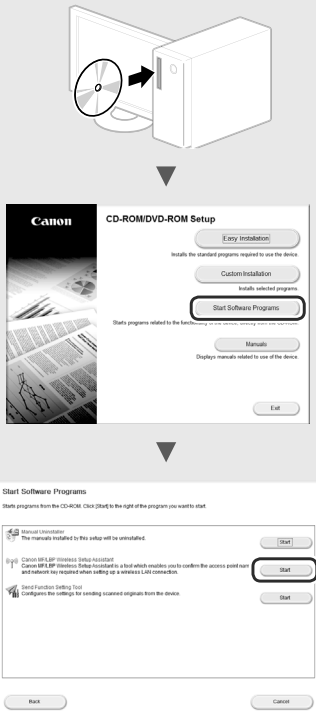 Canon
CD-ROM/DVD-ROM Setup
Easy Installation
Installs the standard programs required to use the device.
Custom Installation
Installs selected programs.
Start Software Programs
Starts programs related to the functionality of the device, directly from the CD-ROM.
Manuals
Displays manuals related to use of the device.
Exit
Start Software Programs
Starts programs from the CD-ROM. Click [Start] to the right of the program you want to start.
Manual Uninstaller
The manuals installed by this setup will be uninstalled.
Start
Canon MF/LBP Wireless Setup Assistant
Canon MF/LBP Wireless Setup Assistant is a tool which enables you to confirm the access point nam
and network key required when setting up a wireless LAN connection.
Start
Send Function Setting Tool
Configures the settings for sending scanned originals from the device.
Start
Back
Cancel